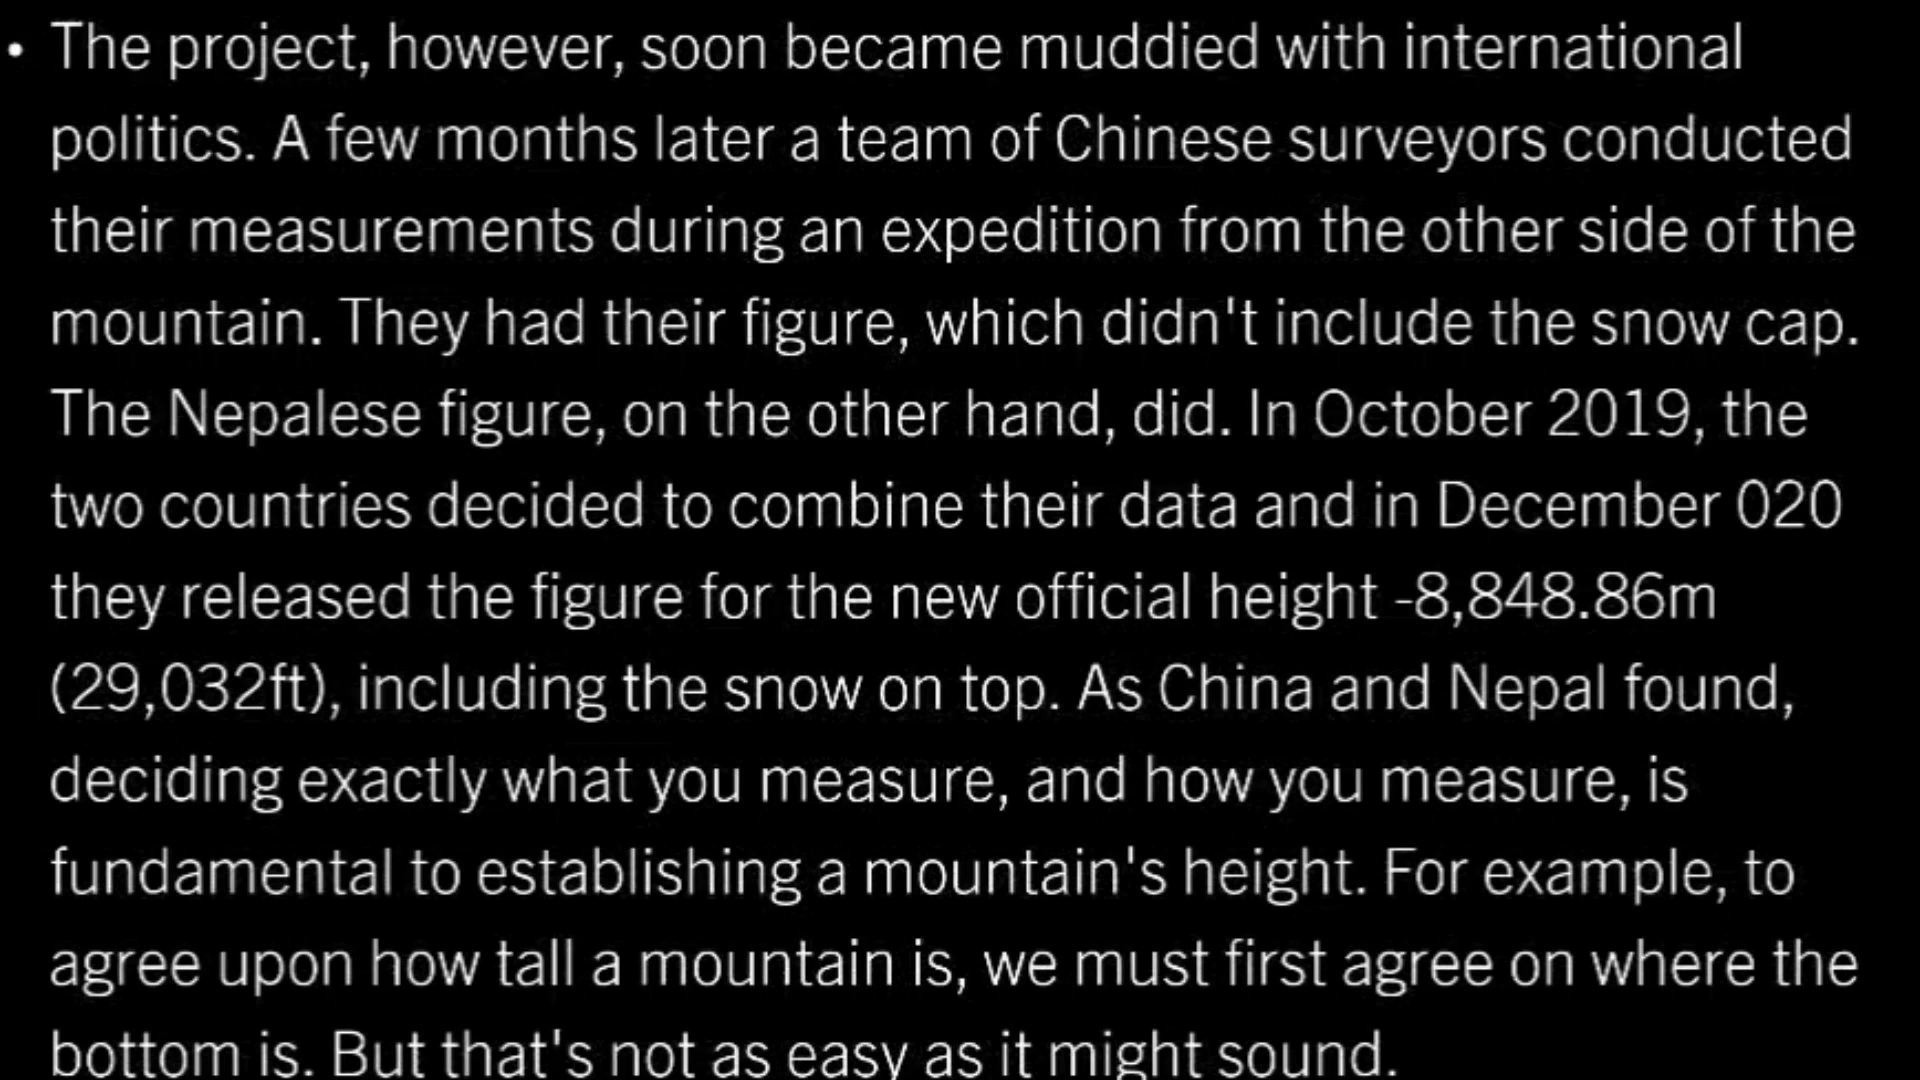 • The project, however, soon became muddied with international
politics. A few months later a team of Chinese surveyors conducted
their measurements during an expedition from the other side of the
mountain. They had their figure, which didn't include the snow cap.
The Nepalese figure, on the other hand, did. In October 2019, the
two countries decided to combine their data and in December 020
they released the figure for the new official height -8,848.86m
(29,032ft), including the snow on top. As China and Nepal found,
deciding exactly what you measure, and how you measure, is
fundamental to establishing a mountain's height. For example, to
agree upon how tall a mountain is, we must first agree on where the
bottom is. But that's not as easy as it might sound.